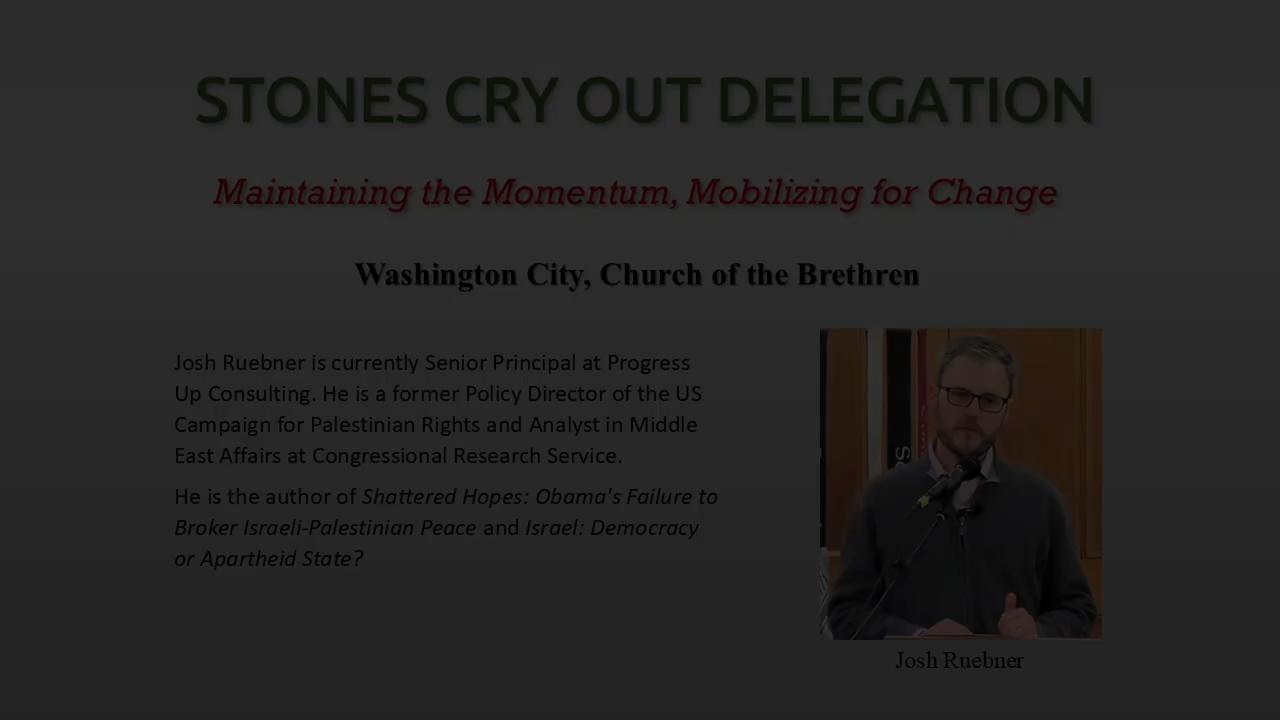 STONES CRY OUT DELEGATION
Maintaining the Momentum, Mobilizing for Change
Washington City, Church of the Brethren
Josh Ruebner is currently Senior Principal at Progress
Up Consulting. He is a former Policy Director of the US
Campaign for Palestinian Rights and Analyst in Middle
East Affairs at Congressional Research Service.
He is the author of Shattered Hopes: Obama's Failure to
Broker Israeli-Palestinian Peace and Israel: Democracy
or Apartheid State?
Josh Ruebner